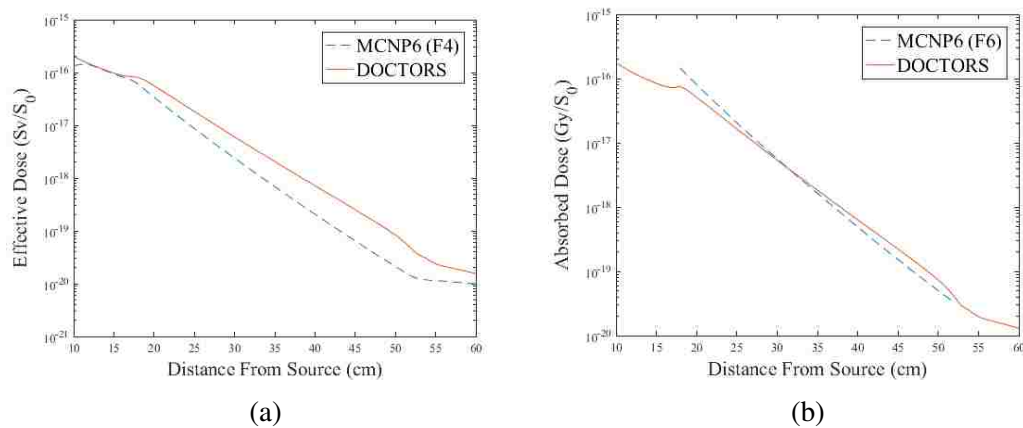 10^-15
10^-16
10^-17
10^-18
10^-19
10^-20
10^-21
Effective Dose (Sv/S_0)
MCNP6 (F4)
DOCTORS
10 15 20 25 30 35 40 45 50 55 60
Distance From Source (cm)
(a)
10^-15
10^-16
10^-17
10^-18
10^-19
10^-20
Absorbed Dose (Gy/S_0)
MCNP6 (F6)
DOCTORS
10 15 20 25 30 35 40 45 50 55 60
Distance From Source (cm)
(b)